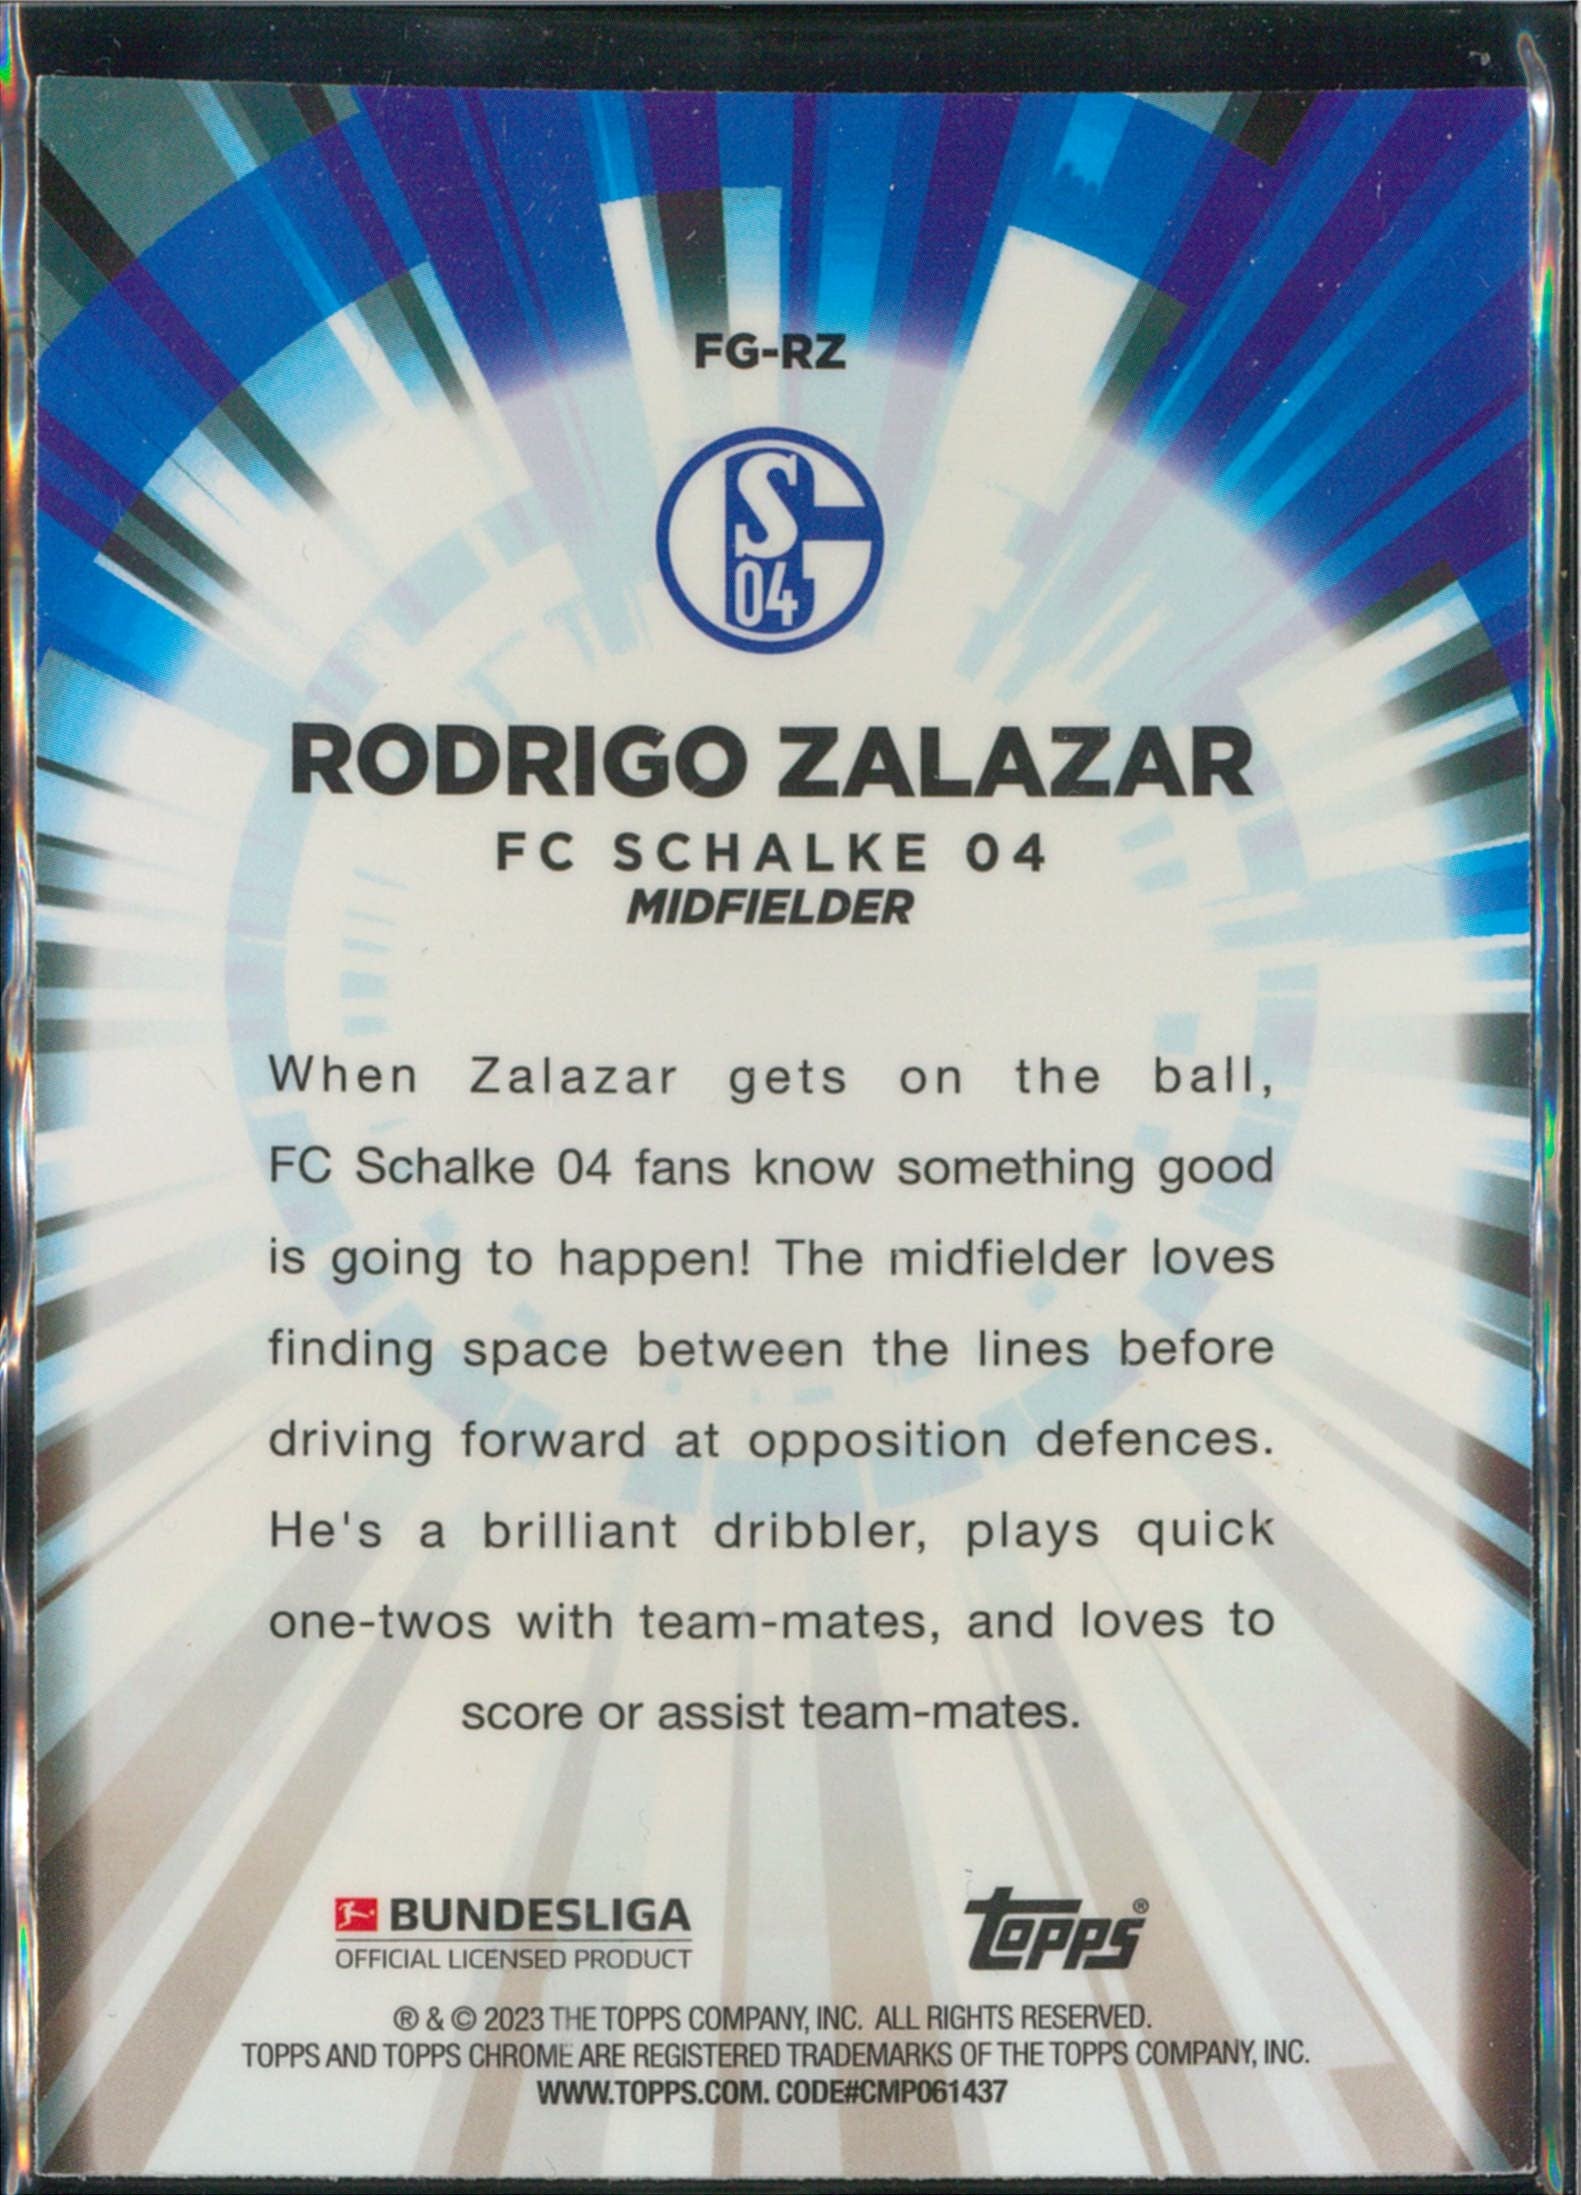 FG-RZ
S
04
RODRIGO ZALAZAR
FC SCHALKE 04
MIDFIELDER
When Zalazar gets on the ball,
FC Schalke 04 fans know something good
is going to happen! The midfielder loves
finding space between the lines before
driving forward at opposition defences.
He's a brilliant dribbler, plays quick
one-twos with team-mates, and loves to
score or assist team-mates.
BUNDESLIGA
OFFICIAL LICENSED PRODUCT
topps®
® & © 2023 THE TOPPS COMPANY, INC. ALL RIGHTS RESERVED.
TOPPS AND TOPPS CHROME ARE REGISTERED TRADEMARKS OF THE TOPPS COMPANY, INC.
WWW.TOPPS.COM. CODE#CMP061437